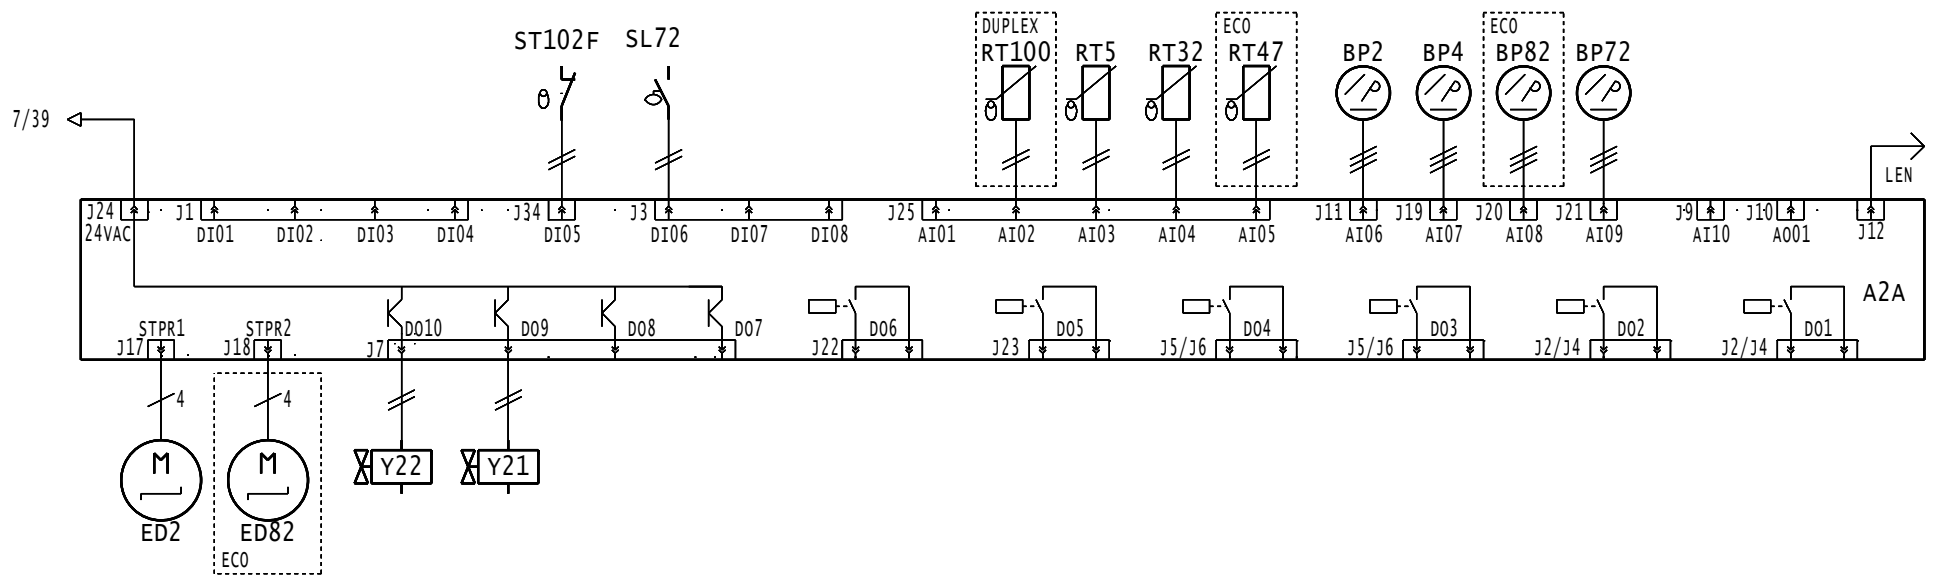 DUPLEX ECO ECO
ST102F SL72 RT100 RT5 RT32 RT47 BP2 BP4 BP82 BP72
7/39
LEN
J24 J1 J34 J3 J25 J11 J19 J20 J21 J9 J10 J12
24VAC DI01 DI02 DI03 DI04 DI05 DI06 DI07 DI08 AI01 AI02 AI03 AI04 AI05 AI06 AI07 AI08 AI09 AI10 AO01
A2A
STPR1 STPR2 DO10 DO9 DO8 DO7 DO6 DO5 DO4 DO3 DO2 DO1
J17 J18 J7 J22 J23 J5/J6 J5/J6 J2/J4 J2/J4
4 4
M M Y22 Y21
ED2 ED82
ECO